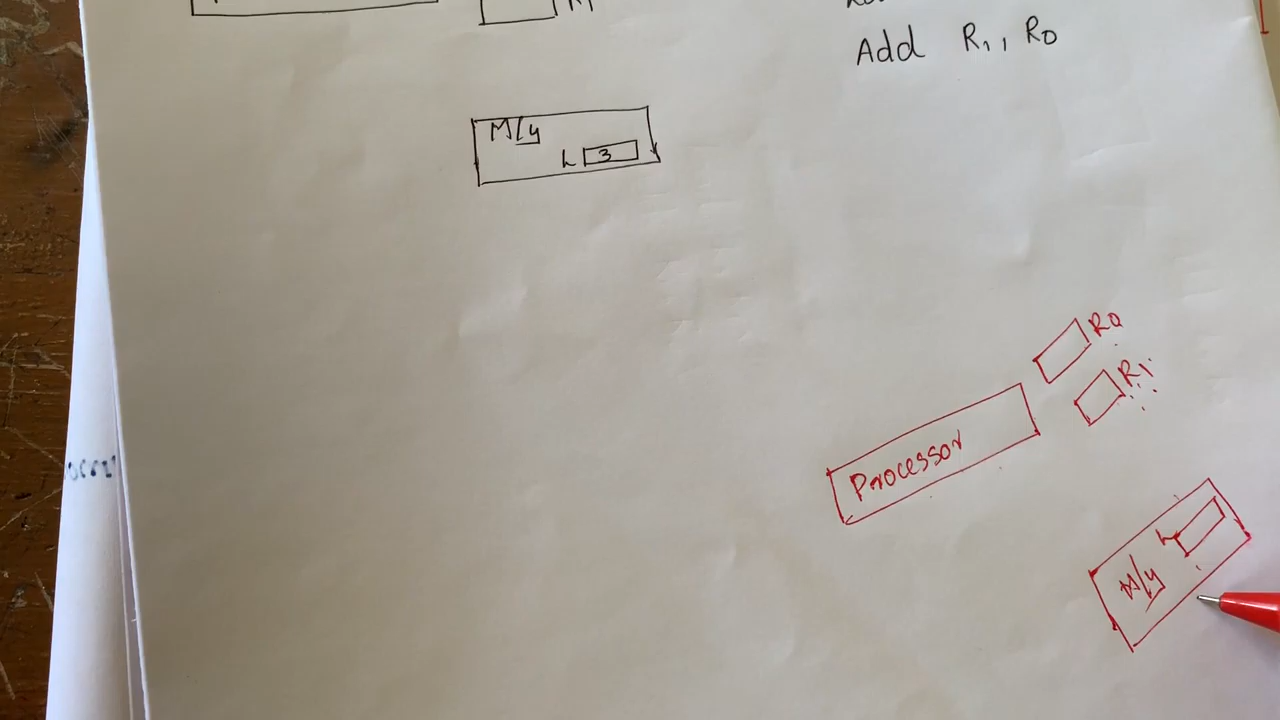 Add R1, R0
M/y
L 3
R0
R1
Processor
L
M/y